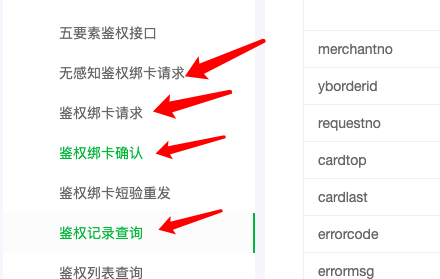 五要素鉴权接口
无感知鉴权绑卡请求
鉴权绑卡请求
鉴权绑卡确认
鉴权绑卡短验重发
鉴权记录查询
鉴权列表查询
merchantno
yborderid
requestno
cardtop
cardlast
errorcode
errormsg